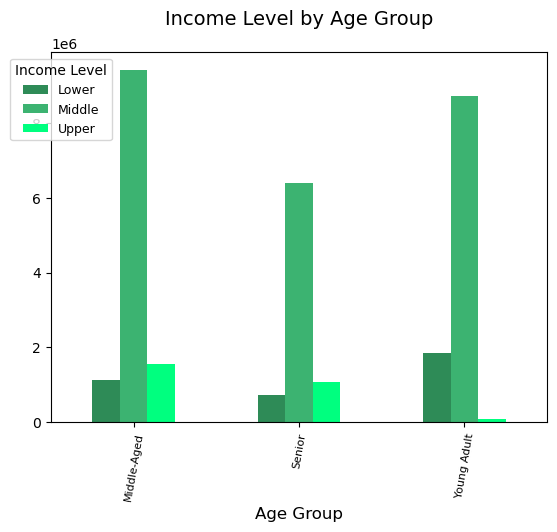 Income Level by Age Group
1e6
Income Level
Lower
Middle
Upper
8
6
4
2
0
Middle-Aged
Senior
Young Adult
Age Group